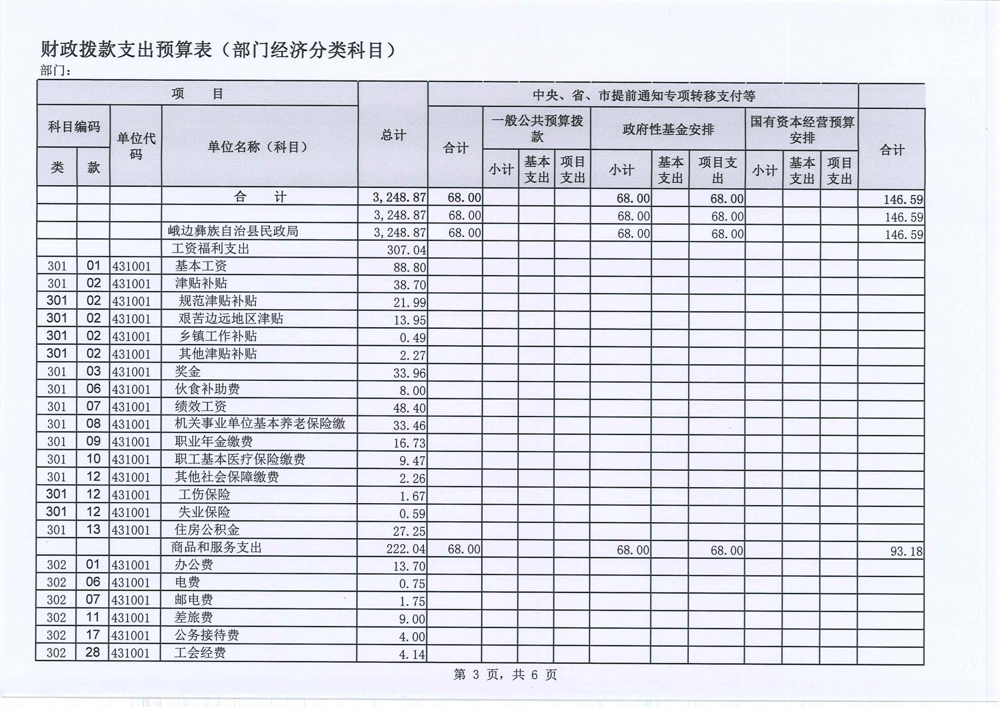 财政拨款支出预算表（部门经济分类科目）
部门：
项 目 总计 中央、省、市提前通知专项转移支付等
科目编码 单位代码 单位名称（科目） 合计 一般公共预算拨款 政府性基金安排 国有资本经营预算安排 合计
类 款 小计 基本支出 项目支出 小计 基本支出 项目支出 小计 基本支出 项目支出
合 计 3,248.87 68.00 68.00 68.00 146.59
3,248.87 68.00 68.00 68.00 146.59
峨边彝族自治县民政局 3,248.87 68.00 68.00 68.00 146.59
工资福利支出 307.04
301 01 431001 基本工资 88.80
301 02 431001 津贴补贴 38.70
301 02 431001 规范津贴补贴 21.99
301 02 431001 艰苦边远地区津贴 13.95
301 02 431001 乡镇工作补贴 0.49
301 02 431001 其他津贴补贴 2.27
301 03 431001 奖金 33.96
301 06 431001 伙食补助费 8.00
301 07 431001 绩效工资 48.40
301 08 431001 机关事业单位基本养老保险缴 33.46
301 09 431001 职业年金缴费 16.73
301 10 431001 职工基本医疗保险缴费 9.47
301 12 431001 其他社会保障缴费 2.26
301 12 431001 工伤保险 1.67
301 12 431001 失业保险 0.59
301 13 431001 住房公积金 27.25
商品和服务支出 222.04 68.00 68.00 68.00 93.18
302 01 431001 办公费 13.70
302 06 431001 电费 0.75
302 07 431001 邮电费 1.75
302 11 431001 差旅费 9.00
302 17 431001 公务接待费 4.00
302 28 431001 工会经费 4.14
第 3 页，共 6 页